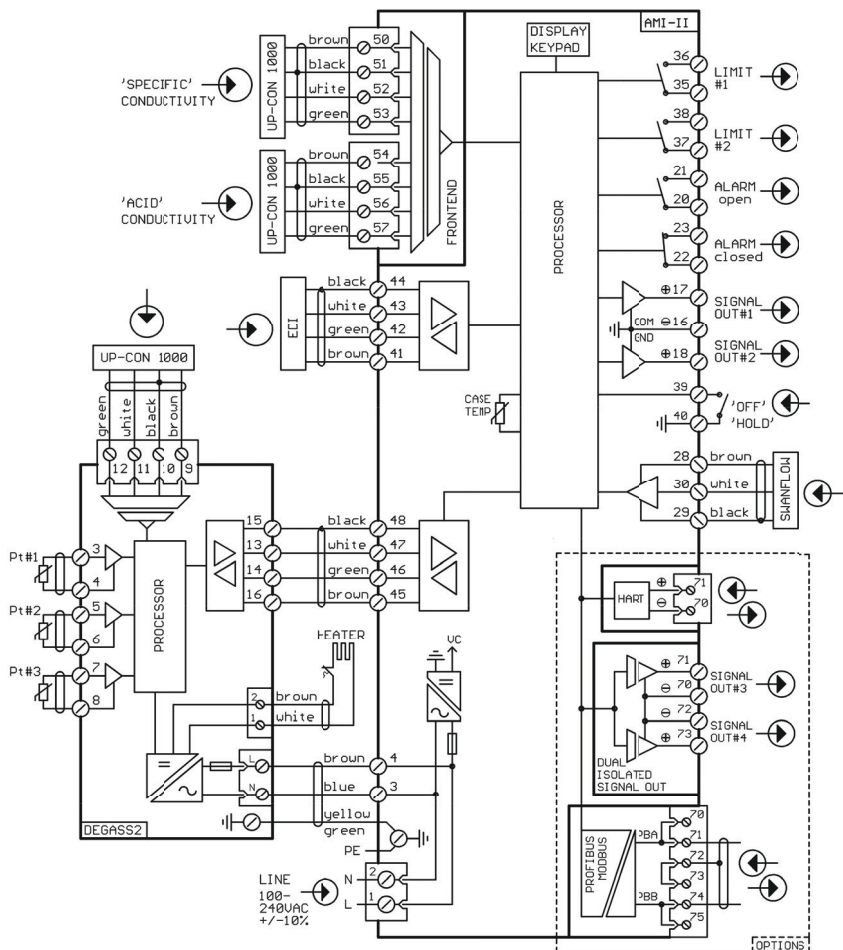 AMI-II
DISPLAY
KEYPAD
'SPECIFIC'
CONDUCTIVITY
UP-CON 1000
brown 50
black 51
white 52
green 53
'ACID'
CONDUCTIVITY
UP-CON 1000
brown 54
black 55
white 56
green 57
FRONTEND
PROCESSOR
36
35
LIMIT
#1
38
37
LIMIT
#2
21
20
ALARM
open
23
22
ALARM
closed
⊕17
SIGNAL
OUT#1
COM ⊖16
GND
⊕18
SIGNAL
OUT#2
ECI
black 44
white 43
green 42
brown 41
CASE
TEMP
39
40
'OFF'
'HOLD'
28 brown
30 white
29 black
SWANFLOW
UP-CON 1000
green
white
black
brown
12 11 10 9
15 black 48
13 white 47
14 green 46
16 brown 45
Pt#1
3
4
Pt#2
5
6
Pt#3
7
8
PROCESSOR
HEATER
2 brown
1 white
VC
L brown 4
N blue 3
yellow
green
PE
DEGASS2
LINE
100-
240VAC
+/-10%
N 2
L 1
HART
⊕ 71
⊖ 70
⊕ 71
⊖ 70
⊖ 72
⊕ 73
SIGNAL
OUT#3
SIGNAL
OUT#4
DUAL
ISOLATED
SIGNAL OUT
PROFIBUS
MODBUS
PBA
PBB
70
71
72
73
74
75
OPTIONS